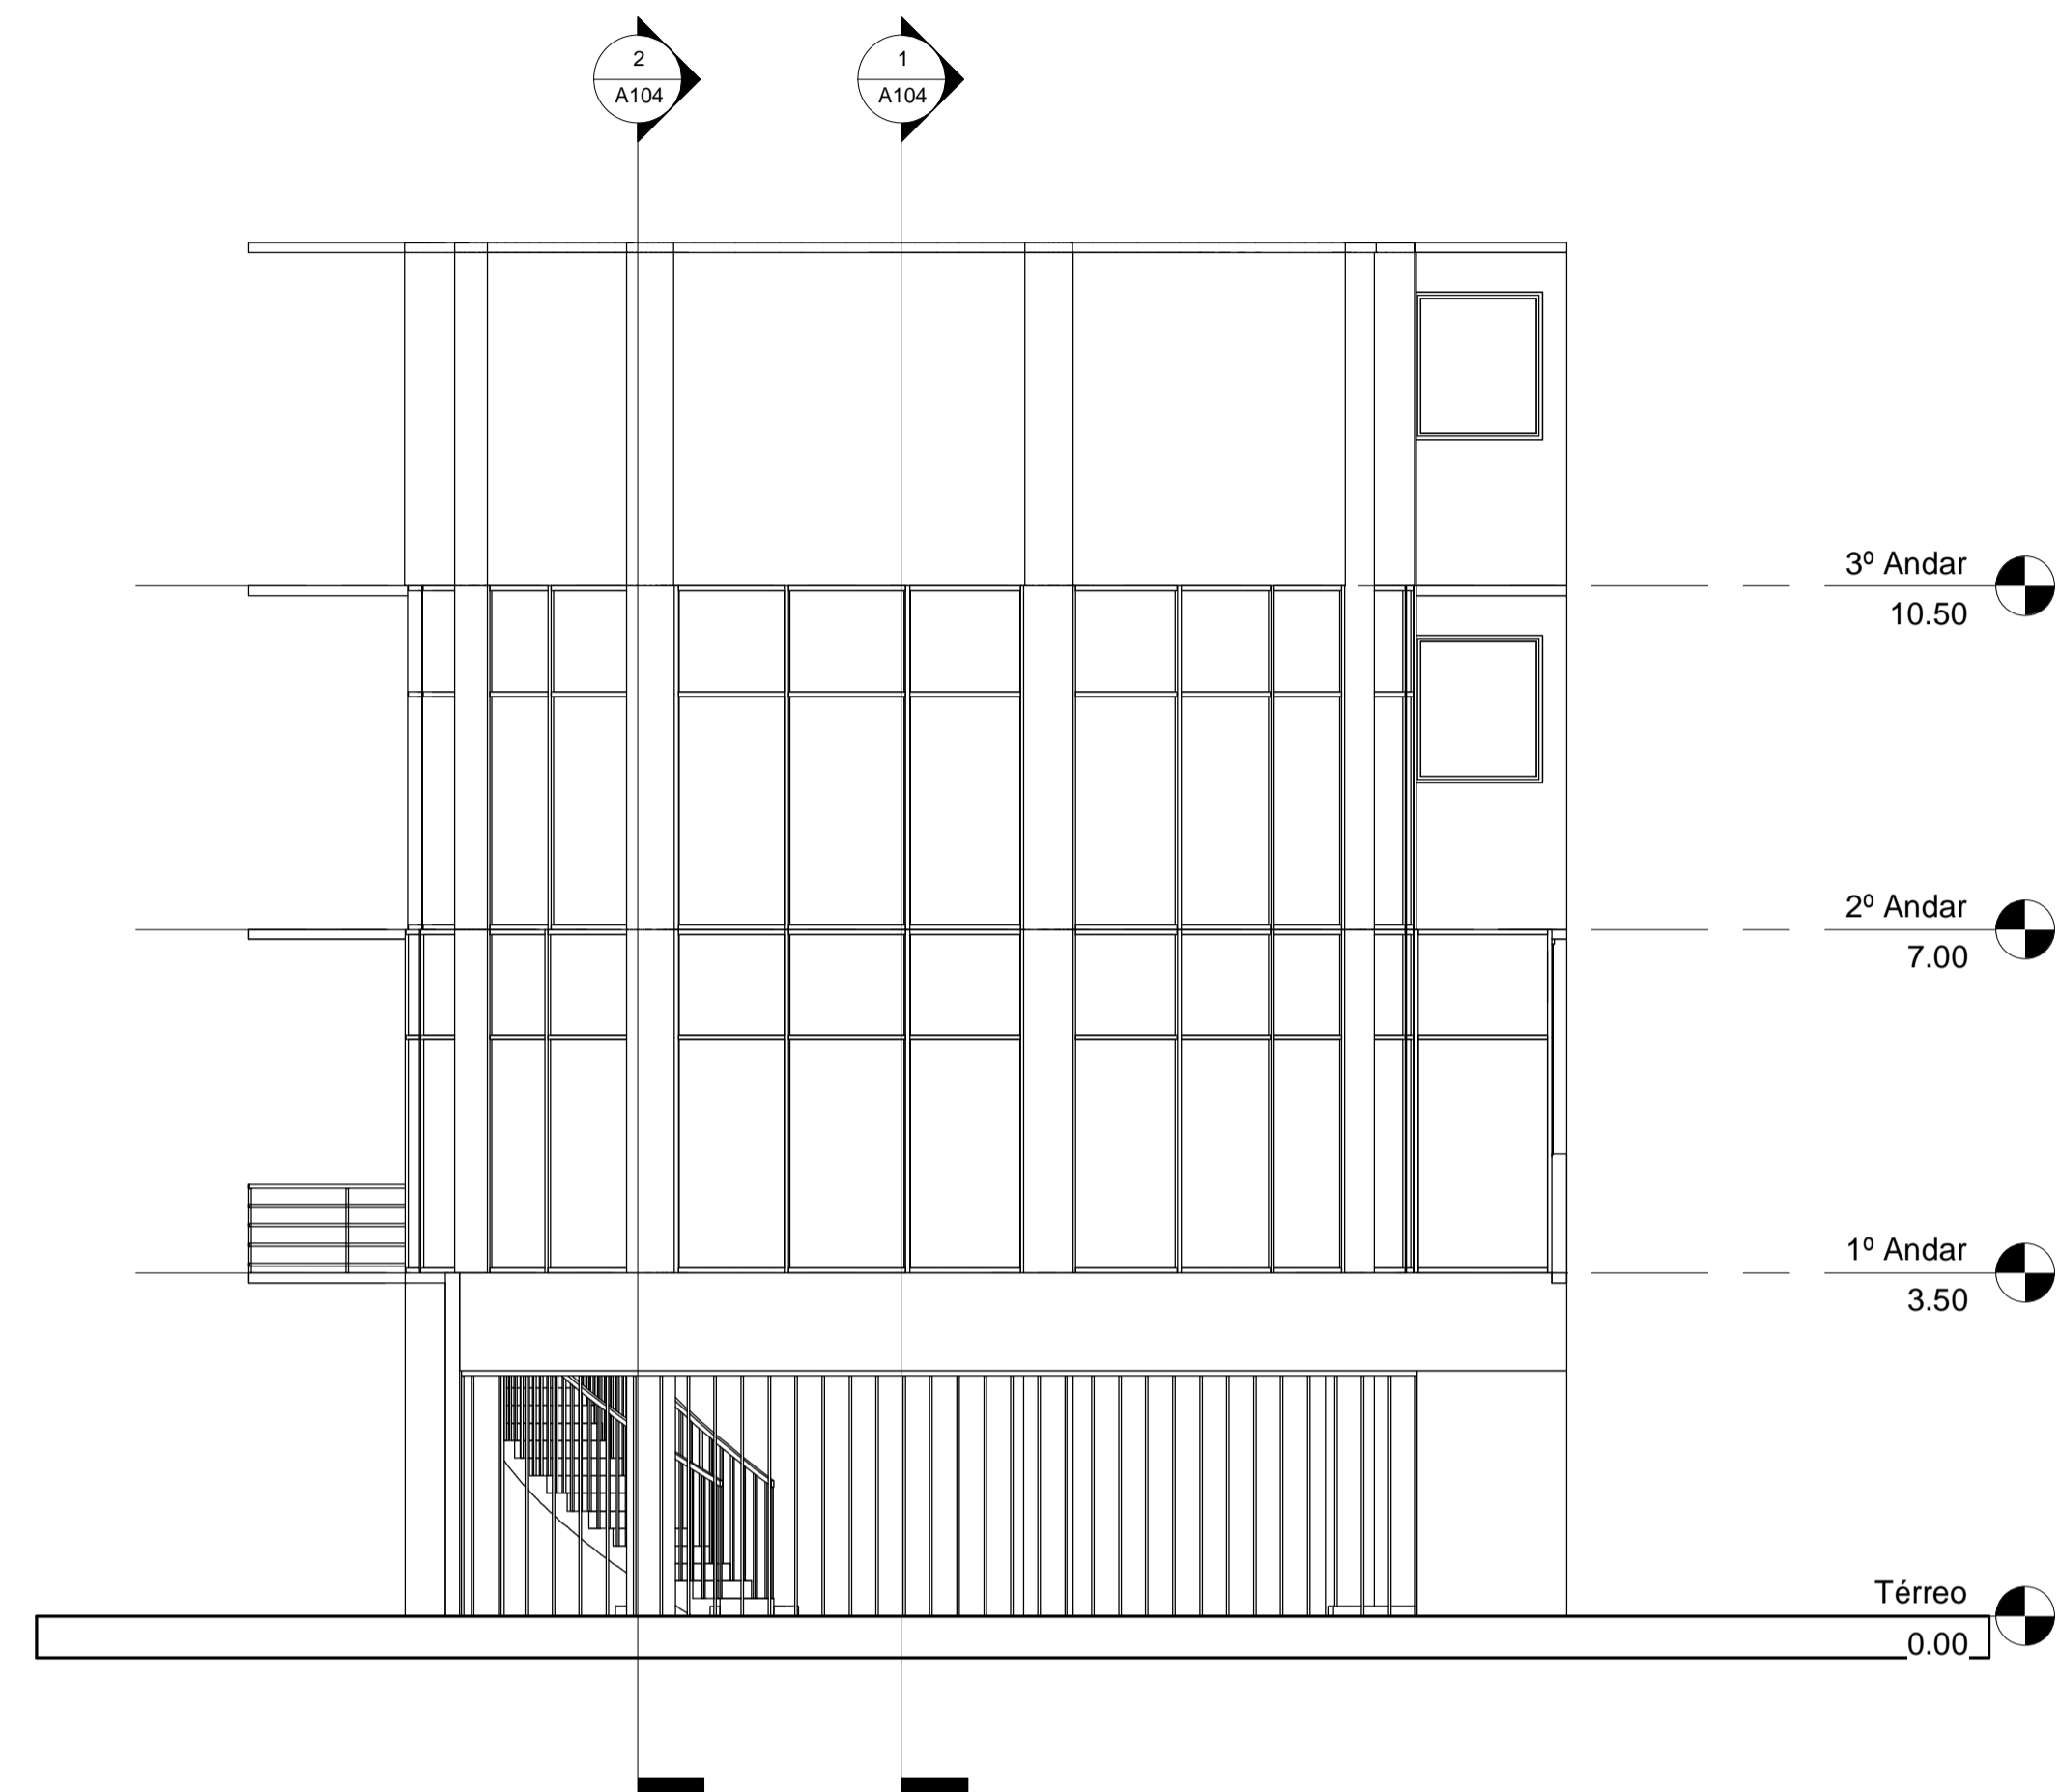 2
A104
1
A104
3º Andar
10.50
2º Andar
7.00
1º Andar
3.50
Térreo
0.00